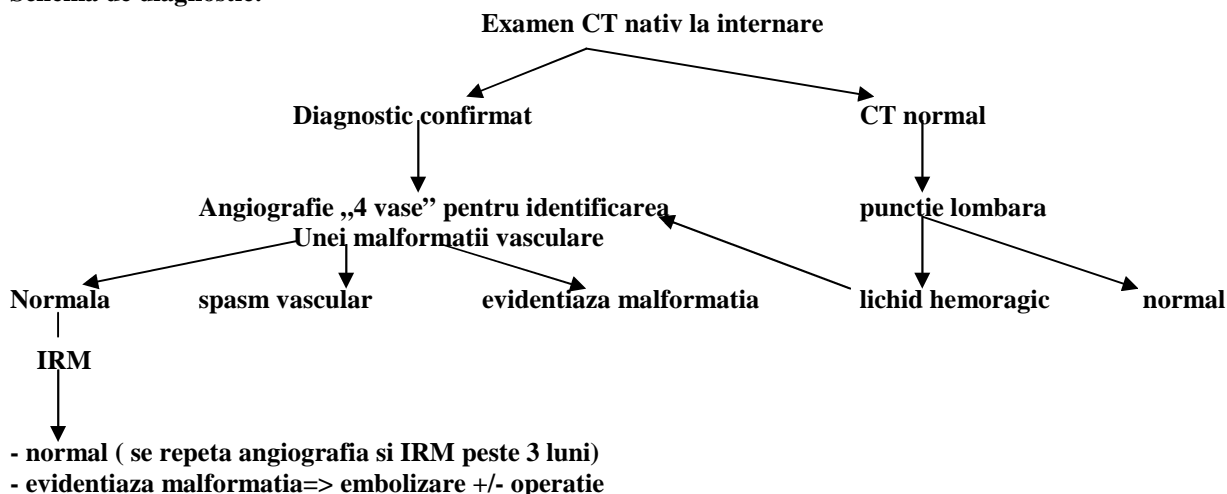 Schema de diagnostic:
Examen CT nativ la internare
Diagnostic confirmat CT normal
Angiografie „4 vase” pentru identificarea punctie lombara
Unei malformatii vasculare
Normala spasm vascular evidentiaza malformatia lichid hemoragic normal
IRM
- normal ( se repeta angiografia si IRM peste 3 luni)
- evidentiaza malformatia=> embolizare +/- operatie